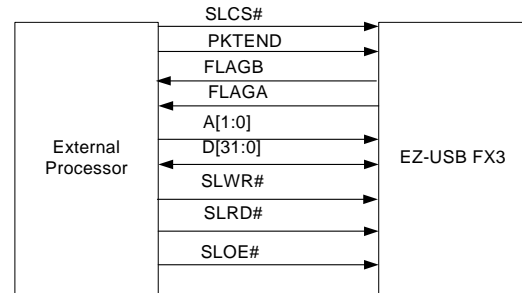 SLCS#
PKTEND
FLAGB
FLAGA
A[1:0]
D[31:0]
SLWR#
SLRD#
SLOE#
External
Processor
EZ-USB FX3